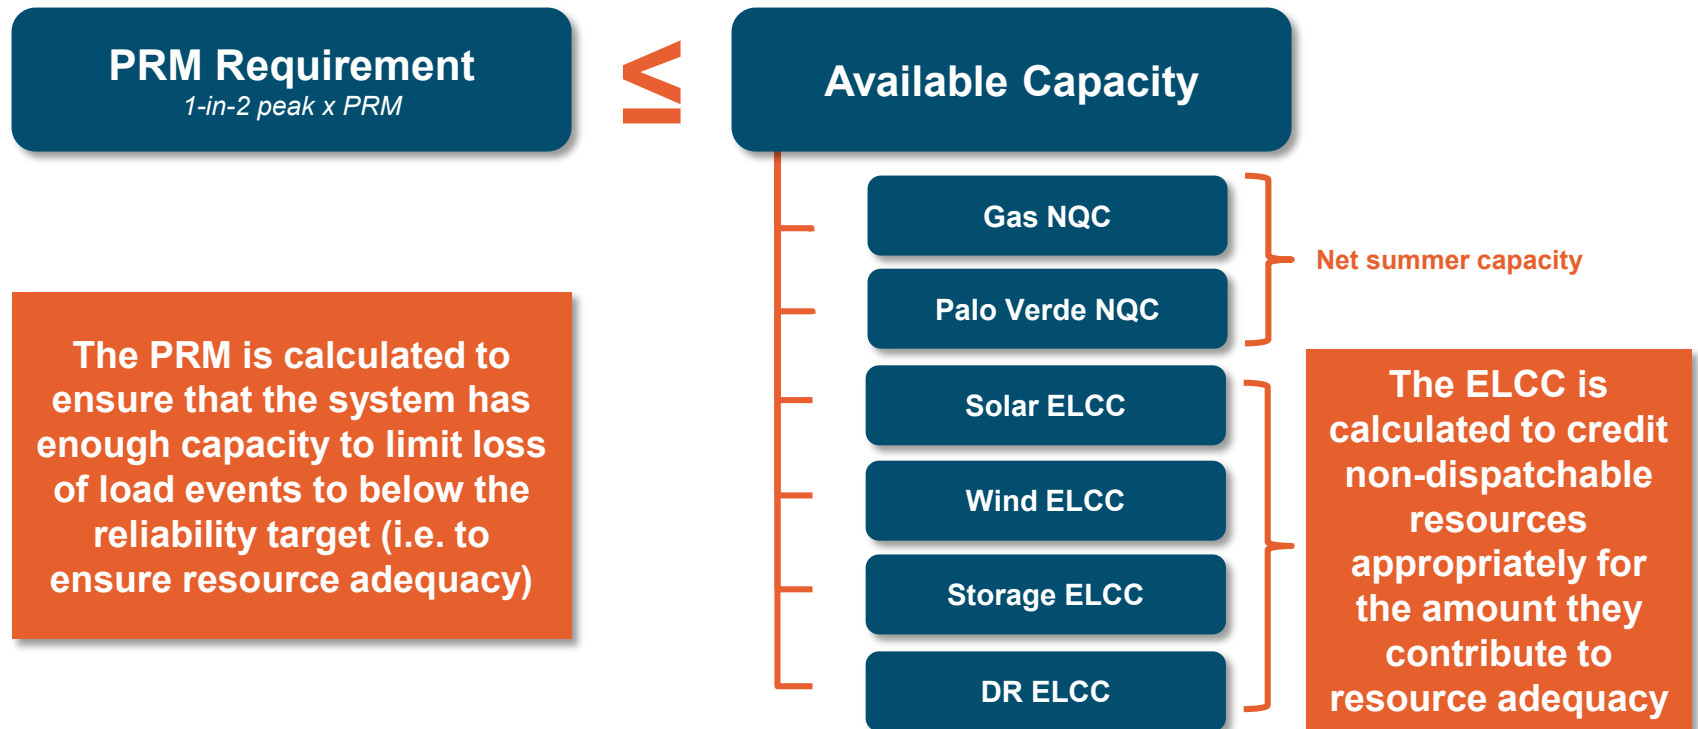 PRM Requirement
1-in-2 peak x PRM
≤
Available Capacity
Gas NQC
Palo Verde NQC
Net summer capacity
Solar ELCC
Wind ELCC
Storage ELCC
DR ELCC
The PRM is calculated to
ensure that the system has
enough capacity to limit loss
of load events to below the
reliability target (i.e. to
ensure resource adequacy)
The ELCC is
calculated to credit
non-dispatchable
resources
appropriately for
the amount they
contribute to
resource adequacy